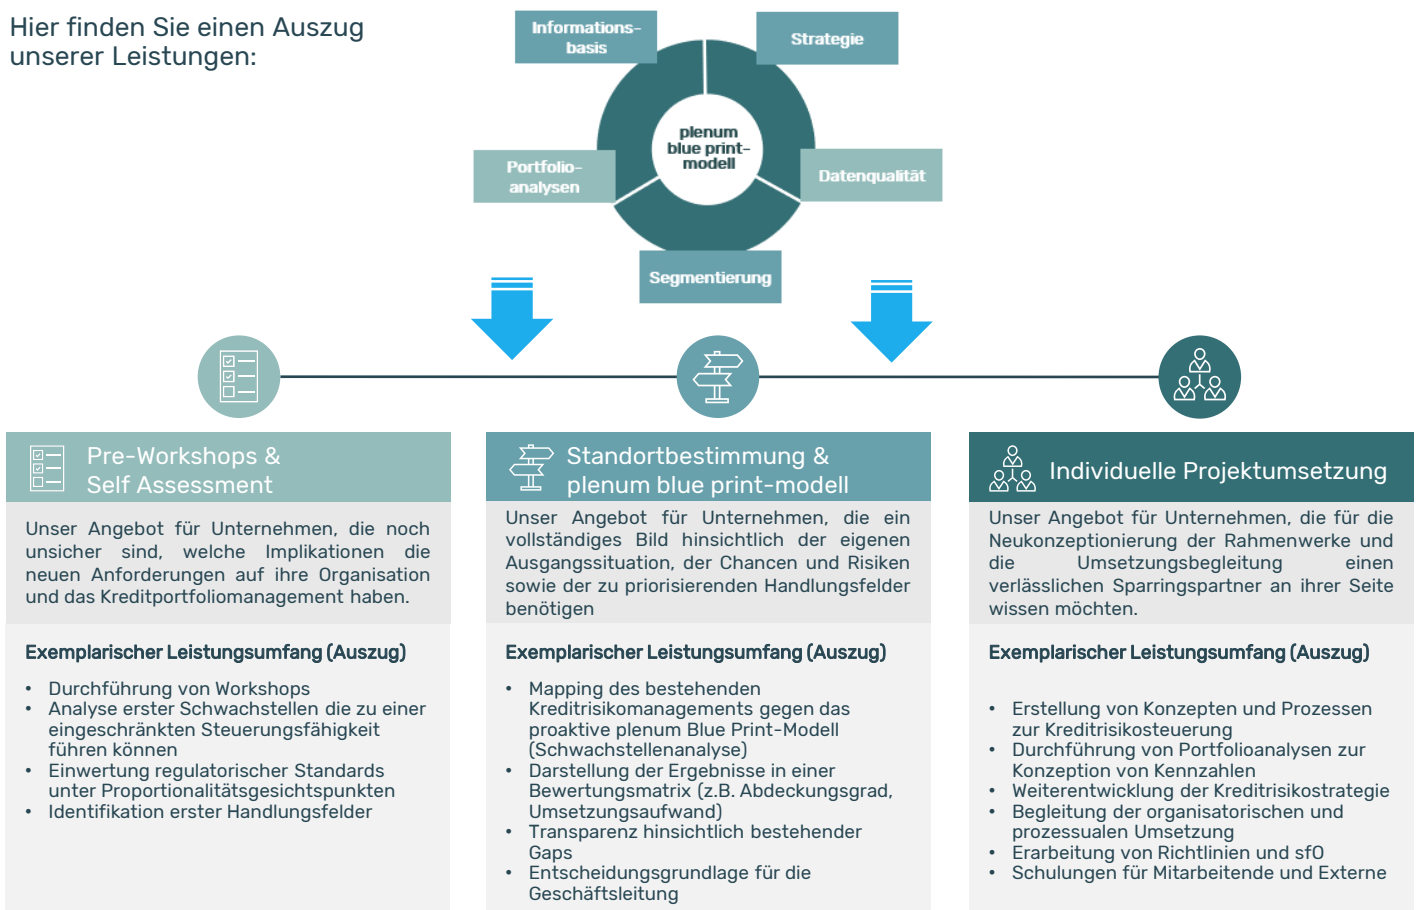 Hier finden Sie einen Auszug
unserer Leistungen:
Informations-
basis
Strategie
plenum
blue print-
modell
Portfolio-
analysen
Datenqualität
Segmentierung
Pre-Workshops &
Self Assessment
Unser Angebot für Unternehmen, die noch
unsicher sind, welche Implikationen die
neuen Anforderungen auf ihre Organisation
und das Kreditportfoliomanagement haben.
Exemplarischer Leistungsumfang (Auszug)
• Durchführung von Workshops
• Analyse erster Schwachstellen die zu einer
eingeschränkten Steuerungsfähigkeit
führen können
• Einwertung regulatorischer Standards
unter Proportionalitätsgesichtspunkten
• Identifikation erster Handlungsfelder
Standortbestimmung &
plenum blue print-modell
Unser Angebot für Unternehmen, die ein
vollständiges Bild hinsichtlich der eigenen
Ausgangssituation, der Chancen und Risiken
sowie der zu priorisierenden Handlungsfelder
benötigen
Exemplarischer Leistungsumfang (Auszug)
• Mapping des bestehenden
Kreditrisikomanagements gegen das
proaktive plenum Blue Print-Modell
(Schwachstellenanalyse)
• Darstellung der Ergebnisse in einer
Bewertungsmatrix (z.B. Abdeckungsgrad,
Umsetzungsaufwand)
• Transparenz hinsichtlich bestehender
Gaps
• Entscheidungsgrundlage für die
Geschäftsleitung
Individuelle Projektumsetzung
Unser Angebot für Unternehmen, die für die
Neukonzeptionierung der Rahmenwerke und
die Umsetzungsbegleitung einen
verlässlichen Sparringspartner an ihrer Seite
wissen möchten.
Exemplarischer Leistungsumfang (Auszug)
• Erstellung von Konzepten und Prozessen
zur Kreditrisikosteuerung
• Durchführung von Portfolioanalysen zur
Konzeption von Kennzahlen
• Weiterentwicklung der Kreditrisikostrategie
• Begleitung der organisatorischen und
prozessualen Umsetzung
• Erarbeitung von Richtlinien und sfO
• Schulungen für Mitarbeitende und Externe